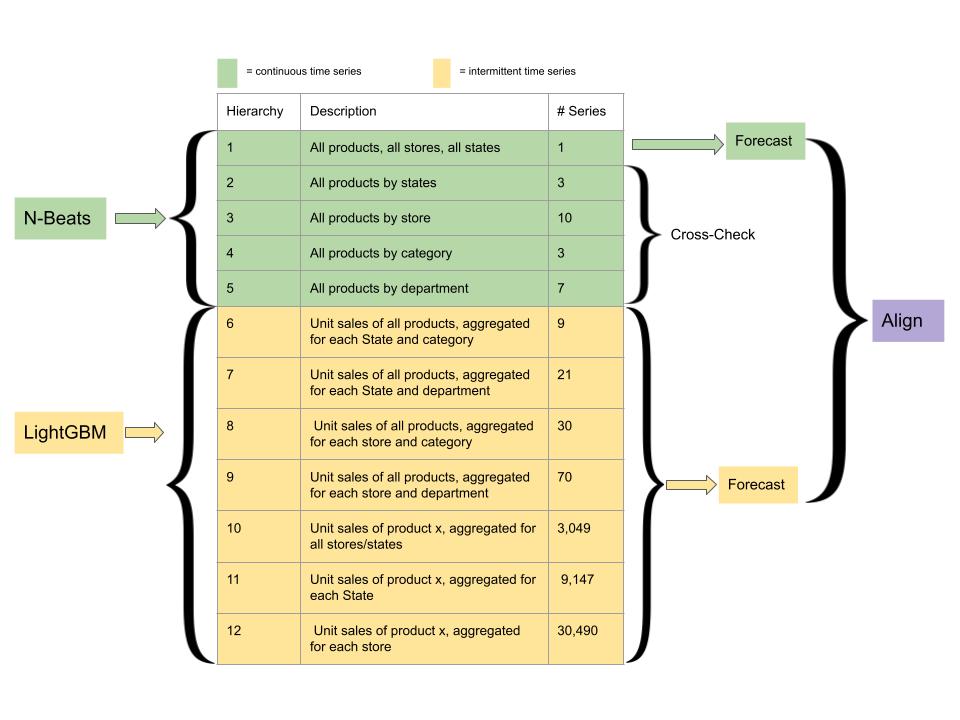 = continuous time series
= intermittent time series
Hierarchy Description # Series
1 All products, all stores, all states 1
Forecast
2 All products by states 3
N-Beats
3 All products by store 10
Cross-Check
4 All products by category 3
5 All products by department 7
6 Unit sales of all products, aggregated 9
for each State and category
Align
7 Unit sales of all products, aggregated 21
for each State and department
LightGBM
8 Unit sales of all products, aggregated 30
for each store and category
9 Unit sales of all products, aggregated 70
for each store and department
Forecast
10 Unit sales of product x, aggregated for 3,049
all stores/states
11 Unit sales of product x, aggregated for 9,147
each State
12 Unit sales of product x, aggregated 30,490
for each store